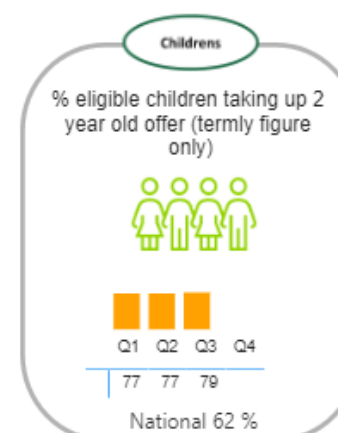 Childrens
% eligible children taking up 2
year old offer (termly figure
only)
Q1 Q2 Q3 Q4
77 77 79
National 62 %